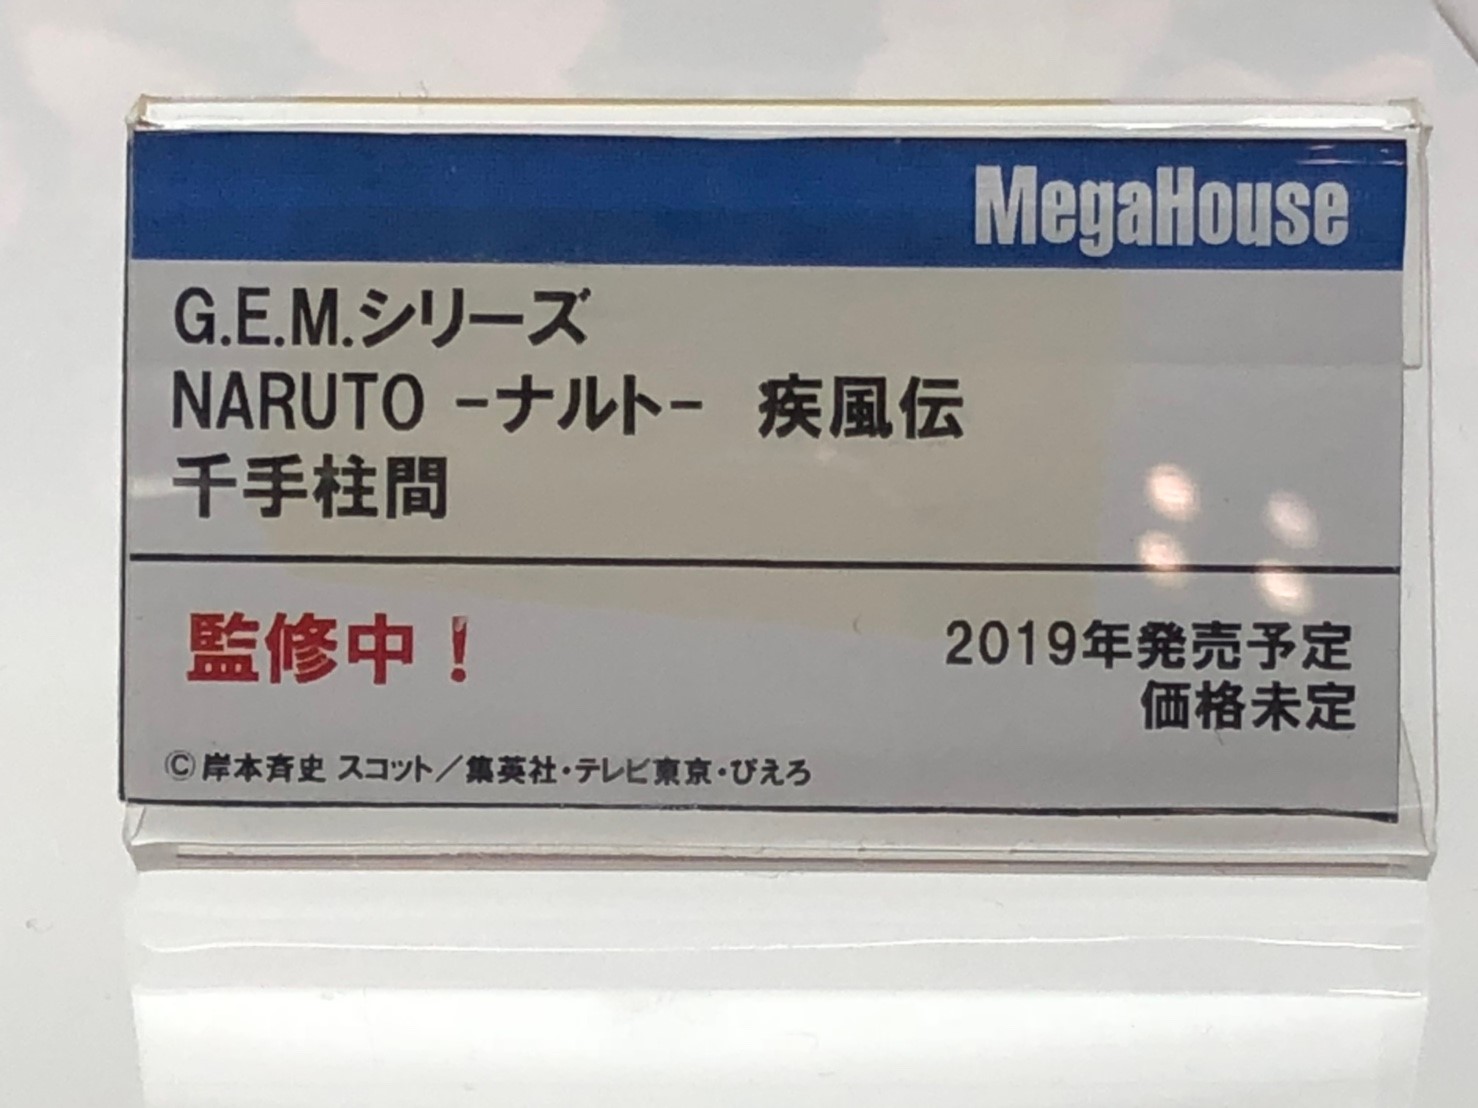 MegaHouse
G.E.M.シリーズ
NARUTO -ナルト- 疾風伝
千手柱間
監修中！
2019年発売予定
価格未定
©岸本斉史 スコット／集英社・テレビ東京・ぴえろ